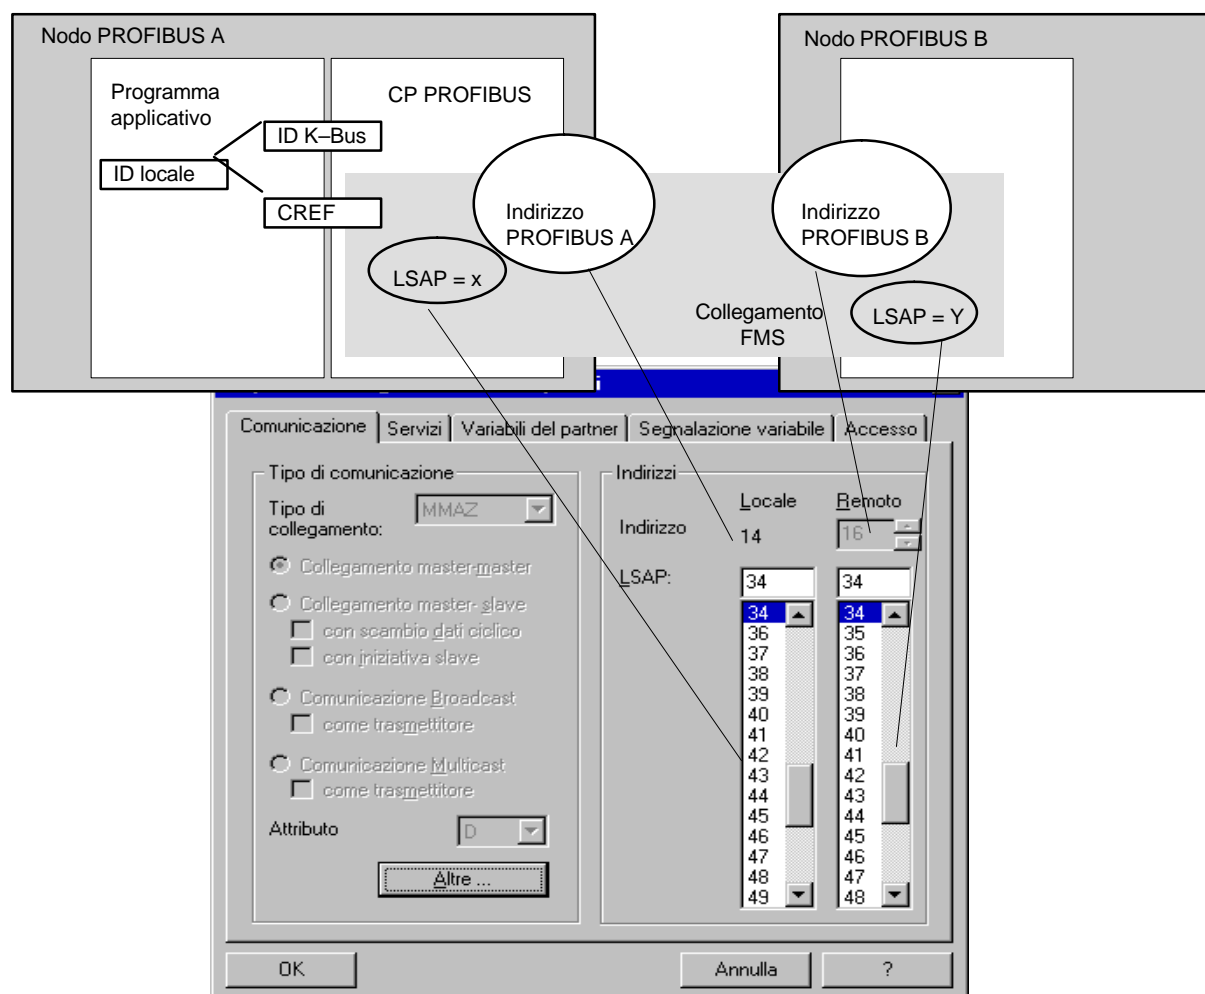 Nodo PROFIBUS A
Nodo PROFIBUS B
Programma
applicativo
CP PROFIBUS
ID K–Bus
ID locale
CREF
Indirizzo
PROFIBUS A
Indirizzo
PROFIBUS B
LSAP = x
Collegamento
FMS
LSAP = Y
Comunicazione
Servizi
Variabili del partner
Segnalazione variabile
Accesso
Tipo di comunicazione
Tipo di
collegamento:
MMAZ
Collegamento master-master
Collegamento master- slave
con scambio dati ciclico
con iniziativa slave
Comunicazione Broadcast
come trasmettitore
Comunicazione Multicast
come trasmettitore
Attributo
D
Altre ...
Indirizzi
Locale
Remoto
Indirizzo
14
16
LSAP:
34
34
34
36
37
38
39
40
41
42
43
44
45
46
47
48
49
34
35
36
37
38
39
40
41
42
43
44
45
46
47
48
OK
Annulla
?